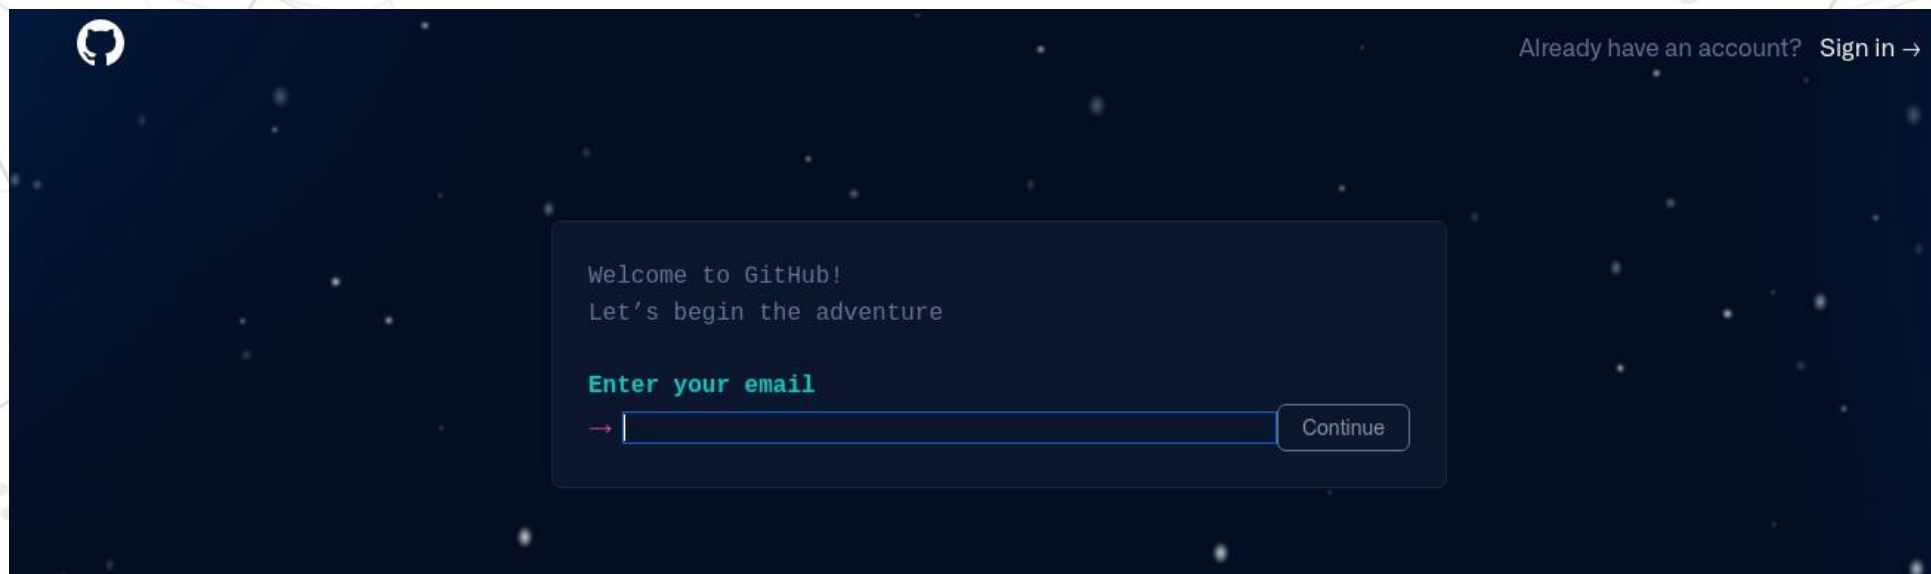 Already have an account? Sign in →
Welcome to GitHub!
Let’s begin the adventure
Enter your email
→
Continue